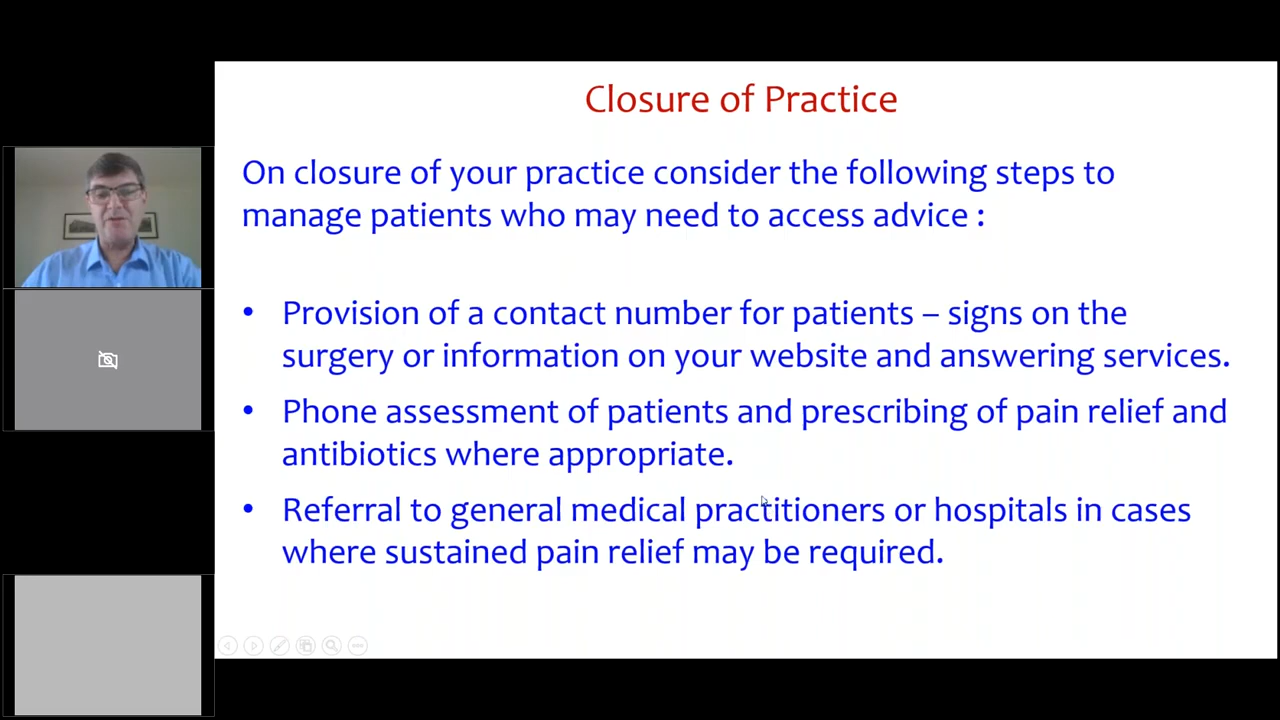 Closure of Practice
On closure of your practice consider the following steps to
manage patients who may need to access advice :
• Provision of a contact number for patients – signs on the
surgery or information on your website and answering services.
• Phone assessment of patients and prescribing of pain relief and
antibiotics where appropriate.
• Referral to general medical practitioners or hospitals in cases
where sustained pain relief may be required.